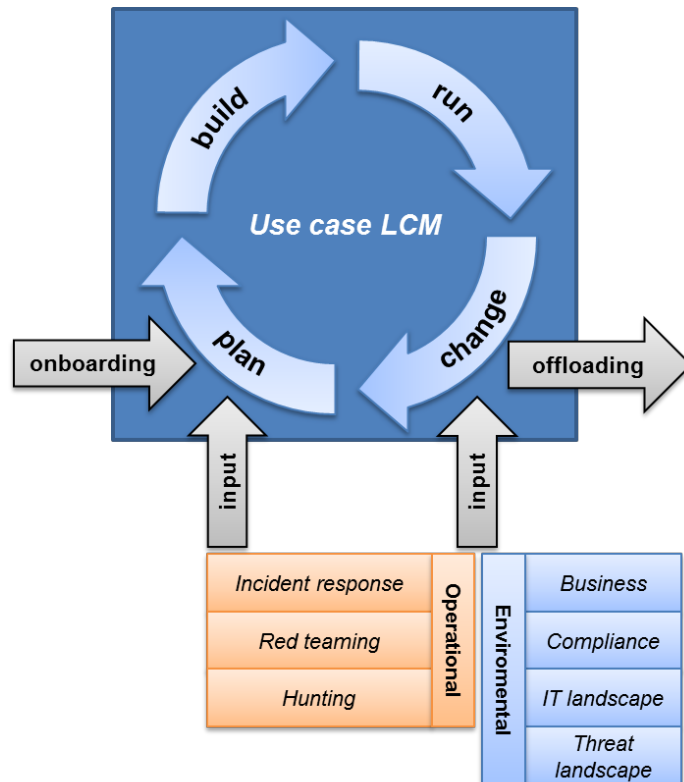 build
run
Use case LCM
plan
change
onboarding
offloading
input
input
Incident response
Red teaming
Hunting
Operational
Enviromental
Business
Compliance
IT landscape
Threat
landscape